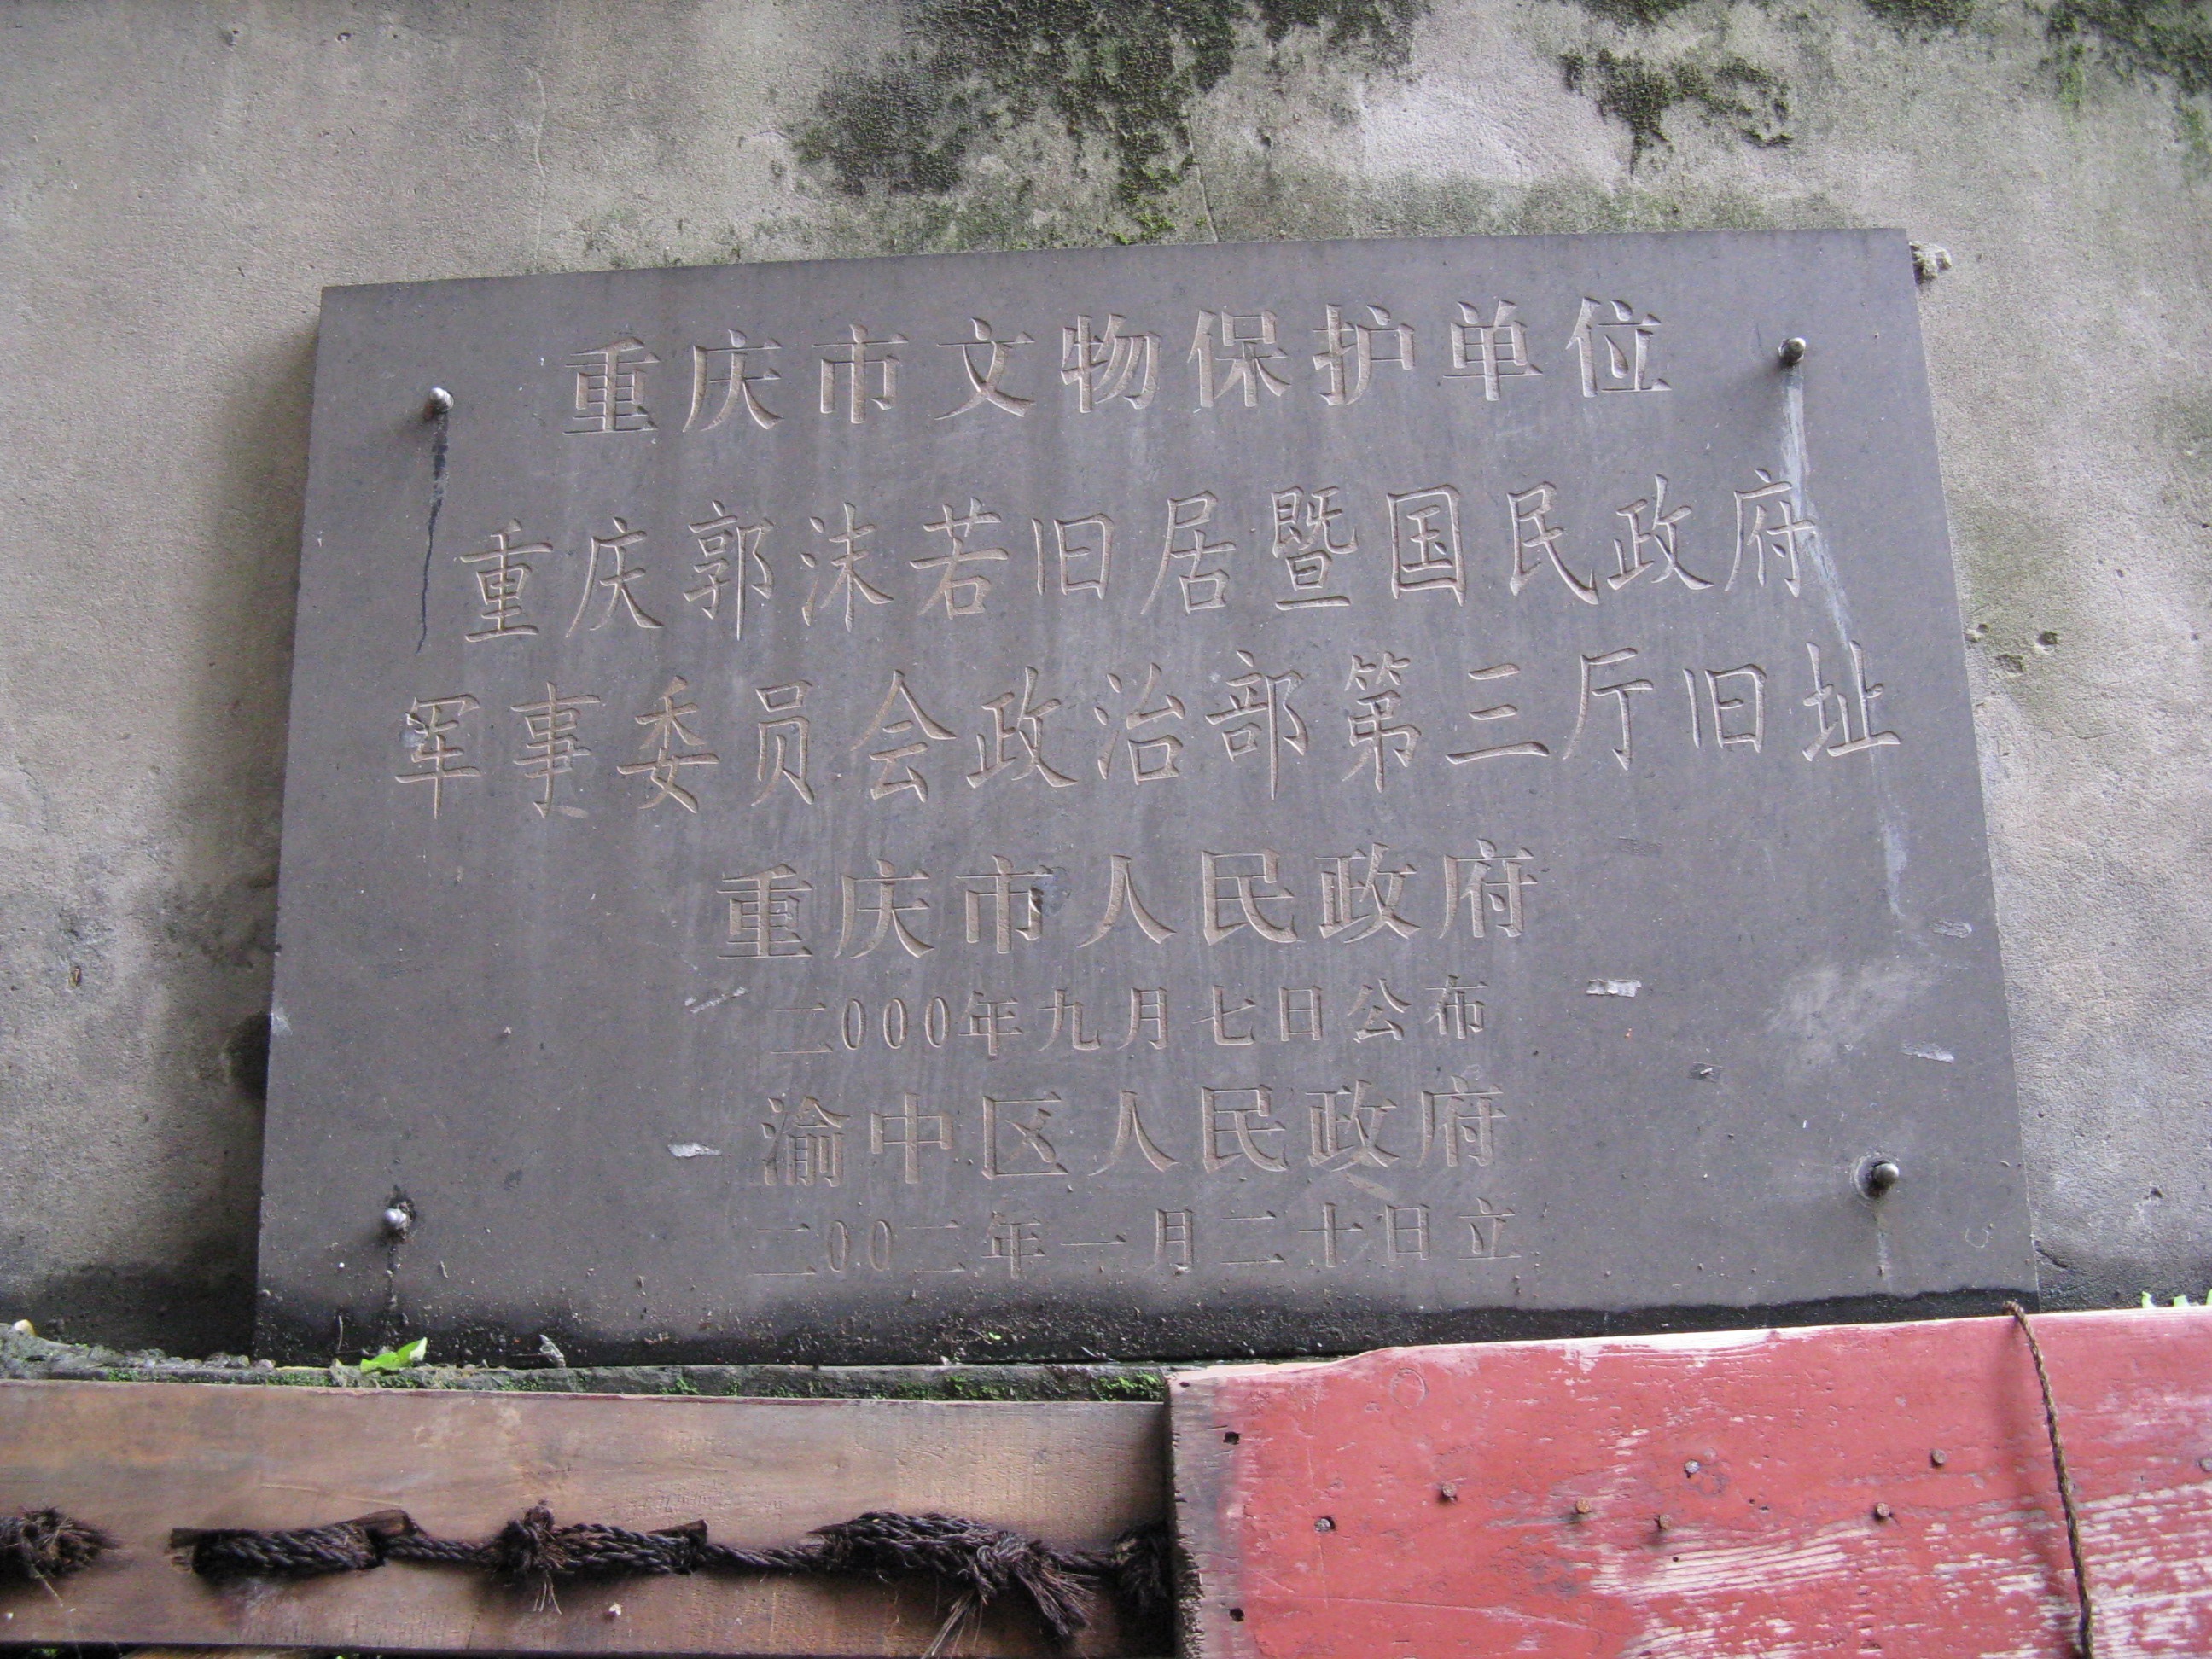 重庆市文物保护单位
重庆郭沫若旧居暨国民政府
军事委员会政治部第三厅旧址
重庆市人民政府
二000年九月七日公布
渝中区人民政府
二00二年一月二十日立